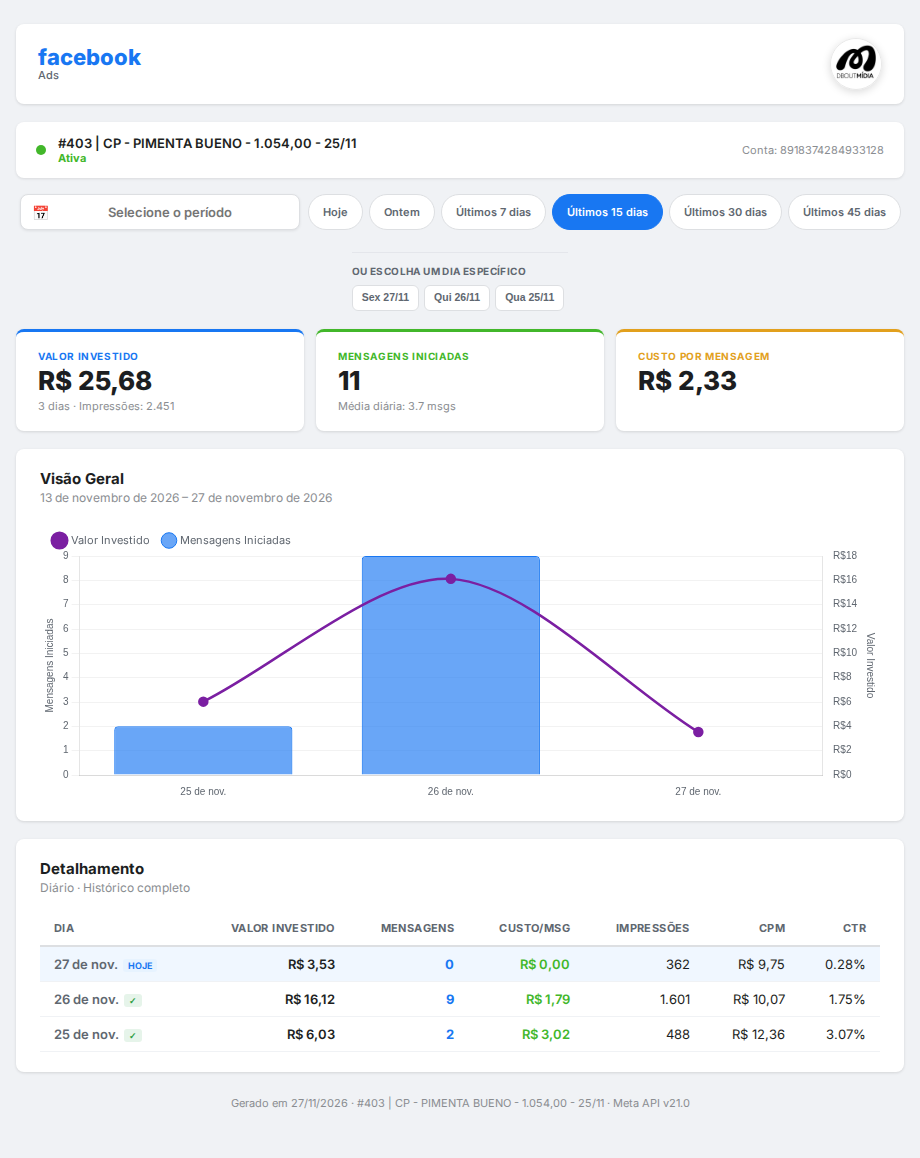 facebook
Ads
DBOUTMÍDIA
#403 | CP - PIMENTA BUENO - 1.054,00 - 25/11
Ativa
Conta: 8918374284933128
Selecione o período
Hoje
Ontem
Últimos 7 dias
Últimos 15 dias
Últimos 30 dias
Últimos 45 dias
OU ESCOLHA UM DIA ESPECÍFICO
Sex 27/11
Qui 26/11
Qua 25/11
VALOR INVESTIDO
R$ 25,68
3 dias · Impressões: 2.451
MENSAGENS INICIADAS
11
Média diária: 3.7 msgs
CUSTO POR MENSAGEM
R$ 2,33
Visão Geral
13 de novembro de 2026 – 27 de novembro de 2026
Valor Investido
Mensagens Iniciadas
9
8
7
6
5
4
3
2
1
0
Mensagens Iniciadas
R$18
R$16
R$14
R$12
R$10
R$8
R$6
R$4
R$2
R$0
Valor Investido
25 de nov.
26 de nov.
27 de nov.
Detalhamento
Diário · Histórico completo
DIA VALOR INVESTIDO MENSAGENS CUSTO/MSG IMPRESSÕES CPM CTR
27 de nov. HOJE R$ 3,53 0 R$ 0,00 362 R$ 9,75 0.28%
26 de nov. ✓ R$ 16,12 9 R$ 1,79 1.601 R$ 10,07 1.75%
25 de nov. ✓ R$ 6,03 2 R$ 3,02 488 R$ 12,36 3.07%
Gerado em 27/11/2026 · #403 | CP - PIMENTA BUENO - 1.054,00 - 25/11 · Meta API v21.0